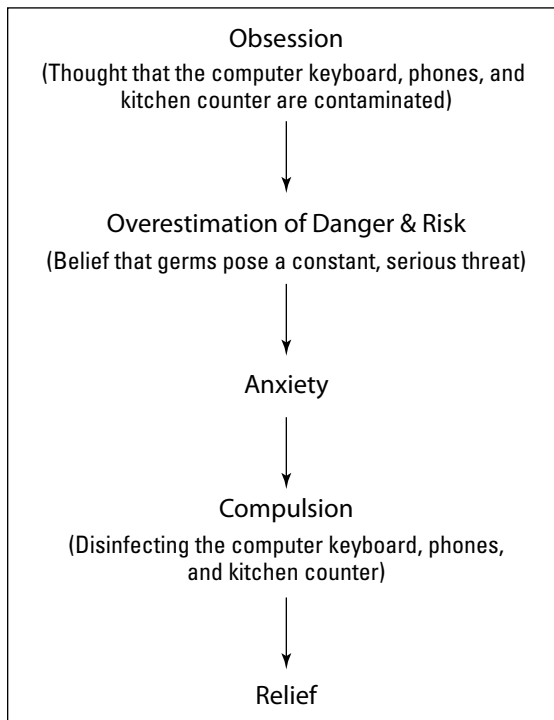 Obsession
(Thought that the computer keyboard, phones, and
kitchen counter are contaminated)
Overestimation of Danger & Risk
(Belief that germs pose a constant, serious threat)
Anxiety
Compulsion
(Disinfecting the computer keyboard, phones,
and kitchen counter)
Relief